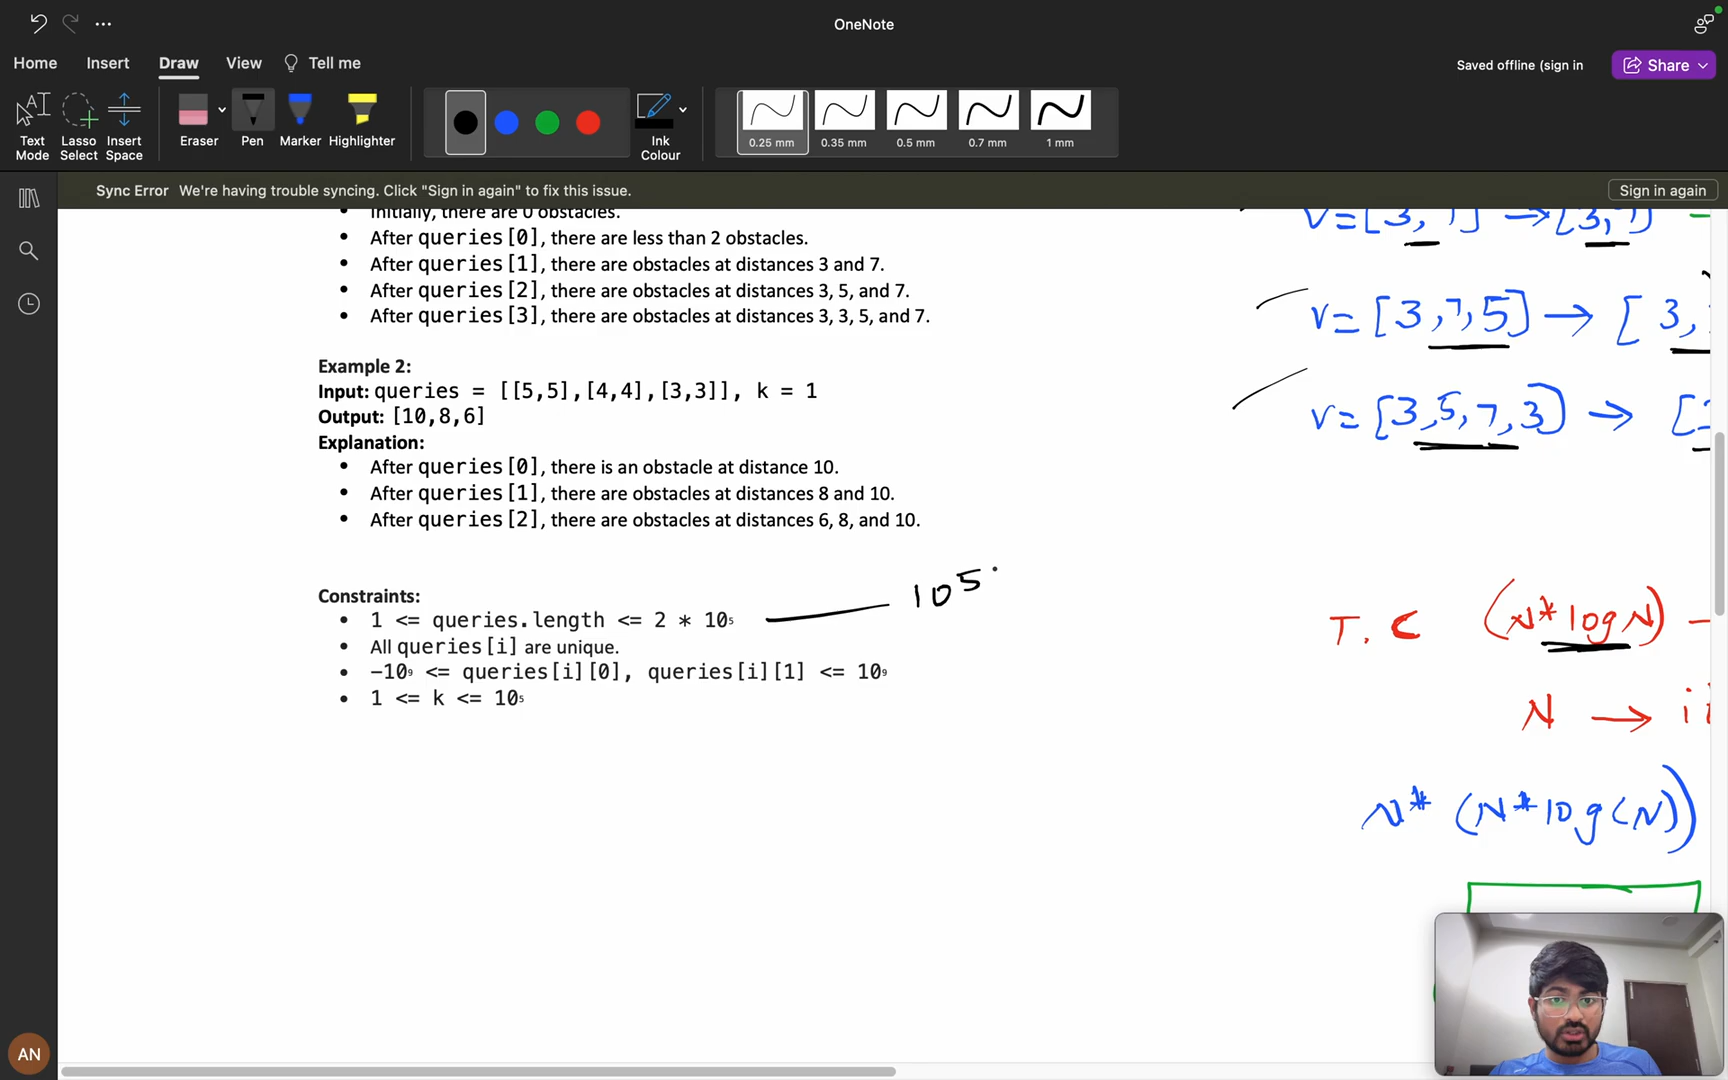 OneNote
Home Insert Draw View Tell me
Saved offline (sign in
Share
Text Mode
Lasso Select
Insert Space
Eraser
Pen
Marker
Highlighter
Ink Colour
0.25 mm
0.35 mm
0.5 mm
0.7 mm
1 mm
Sync Error We're having trouble syncing. Click "Sign in again" to fix this issue.
Sign in again
• Initially, there are 0 obstacles.
• After queries[0], there are less than 2 obstacles.
• After queries[1], there are obstacles at distances 3 and 7.
• After queries[2], there are obstacles at distances 3, 5, and 7.
• After queries[3], there are obstacles at distances 3, 3, 5, and 7.
Example 2:
Input: queries = [[5,5],[4,4],[3,3]], k = 1
Output: [10,8,6]
Explanation:
• After queries[0], there is an obstacle at distance 10.
• After queries[1], there are obstacles at distances 8 and 10.
• After queries[2], there are obstacles at distances 6, 8, and 10.
Constraints:
• 1 <= queries.length <= 2 * 10⁵
• All queries[i] are unique.
• -10⁹ <= queries[i][0], queries[i][1] <= 10⁹
• 1 <= k <= 10⁵
10⁵
v=[3,7] → [3,7]
v=[3,7,5] → [3,
v=[3,5,7,3] → [
T.C (N*logN) -
N → i
N* (N*log(N))
AN